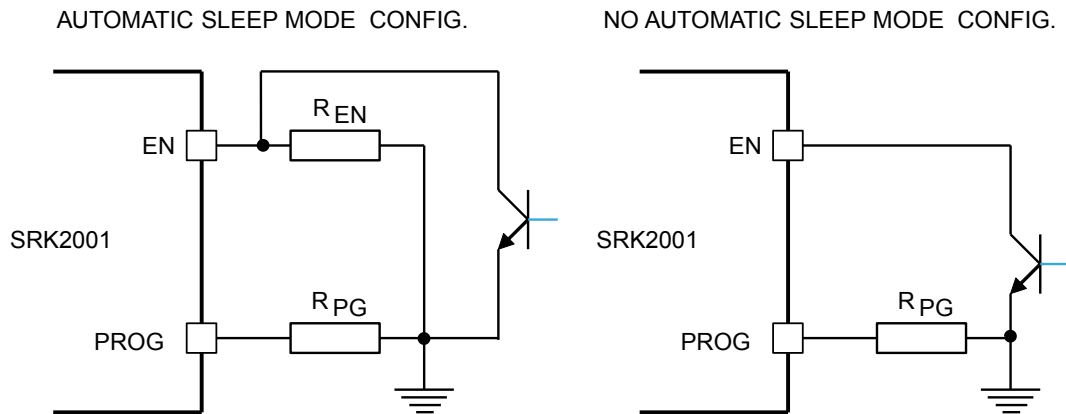 AUTOMATIC SLEEP MODE CONFIG.
R EN
EN
SRK2001
R PG
PROG
NO AUTOMATIC SLEEP MODE CONFIG.
EN
SRK2001
R PG
PROG